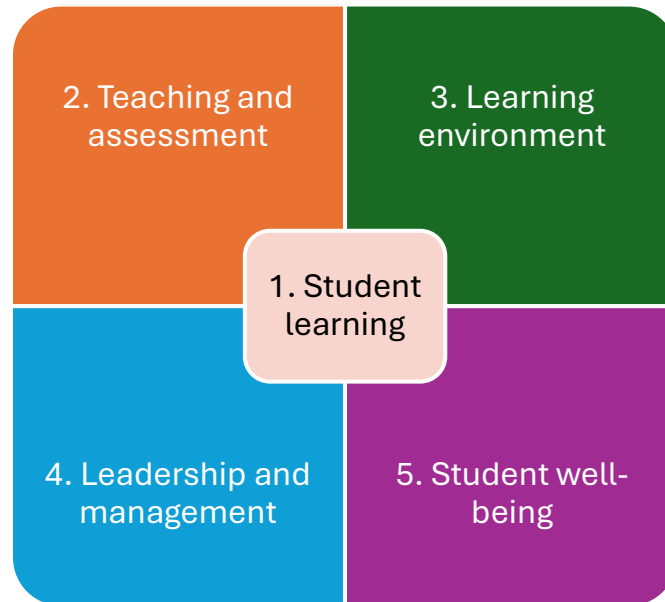 2. Teaching and
assessment
3. Learning
environment
1. Student
learning
4. Leadership and
management
5. Student well-
being